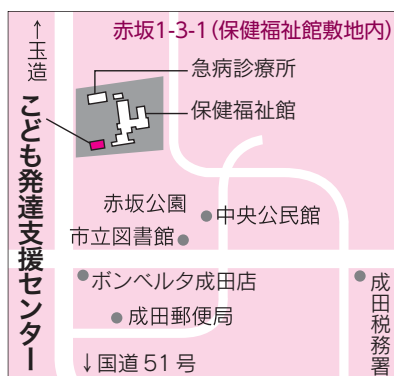 赤坂1-3-1(保健福祉館敷地内)
↑玉造
急病診療所
保健福祉館
こども発達支援センター
赤坂公園
中央公民館
市立図書館
ボンベルタ成田店
成田郵便局
成田税務署
↓国道51号